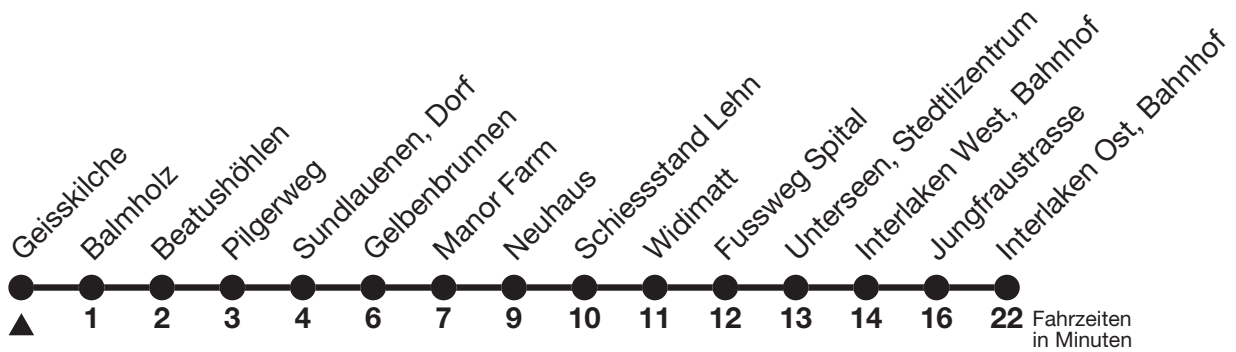 Geisskilche
Balmholz
Beatushöhlen
Pilgerweg
Sundlauenen, Dorf
Gelbenbrunnen
Manor Farm
Neuhaus
Schiessstand Lehn
Widimatt
Fussweg Spital
Unterseen, Stedtlizentrum
Interlaken West, Bahnhof
Jungfraustrasse
Interlaken Ost, Bahnhof
1 2 3 4 6 7 9 10 11 12 13 14 16 22 Fahrzeiten
in Minuten